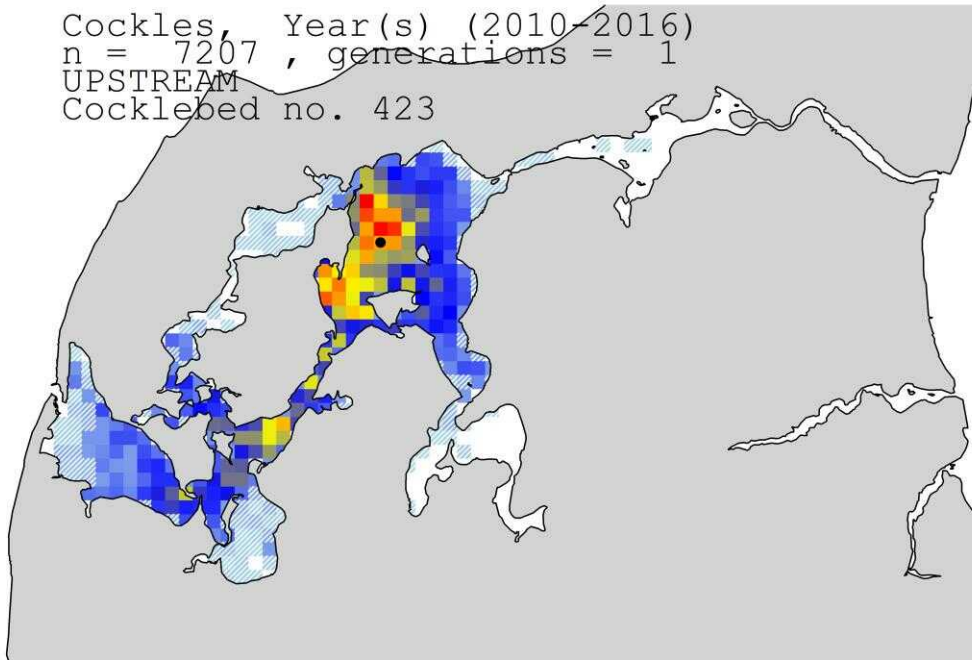 Cockles, Year(s) (2010-2016)
n = 7207 , generations = 1
UPSTREAM
Cocklebed no. 423